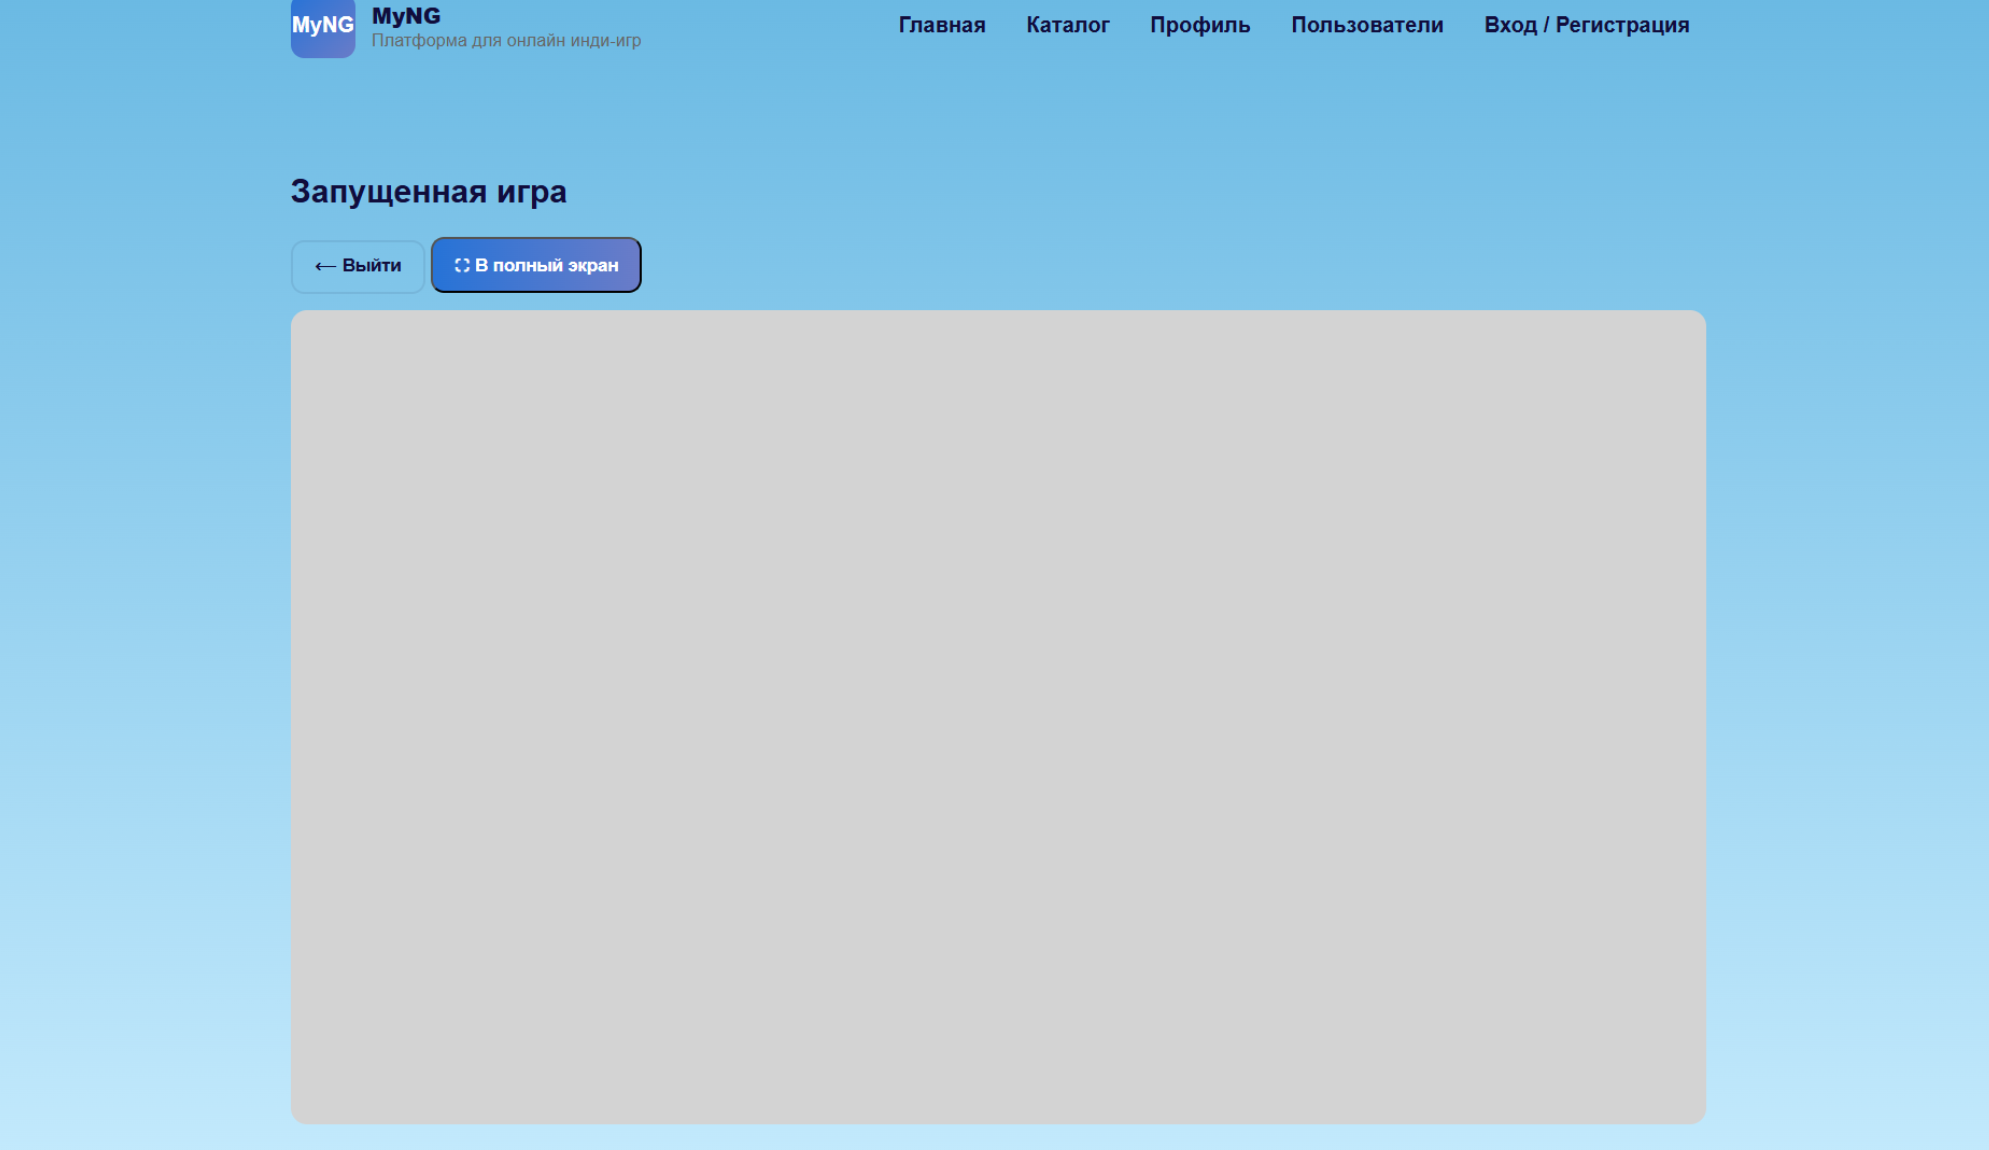 MyNG
MyNG
Платформа для онлайн инди-игр
Главная Каталог Профиль Пользователи Вход / Регистрация
Запущенная игра
← Выйти
⛶ В полный экран